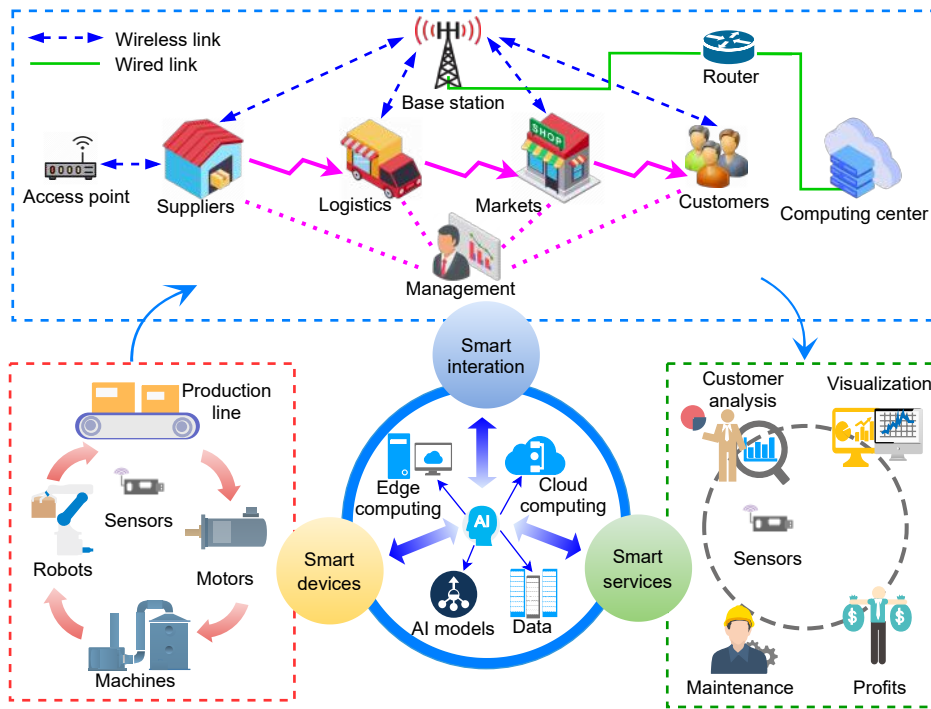 Wireless link
Wired link
Base station
Router
Access point
Suppliers
Logistics
SHOP
Markets
Customers
Computing center
Management
Smart
interation
Production
line
Sensors
Robots
Motors
Machines
Edge
computing
Cloud
computing
AI
Smart
devices
Smart
services
AI models
Data
Customer
analysis
Visualization
Sensors
Maintenance
$
$
Profits